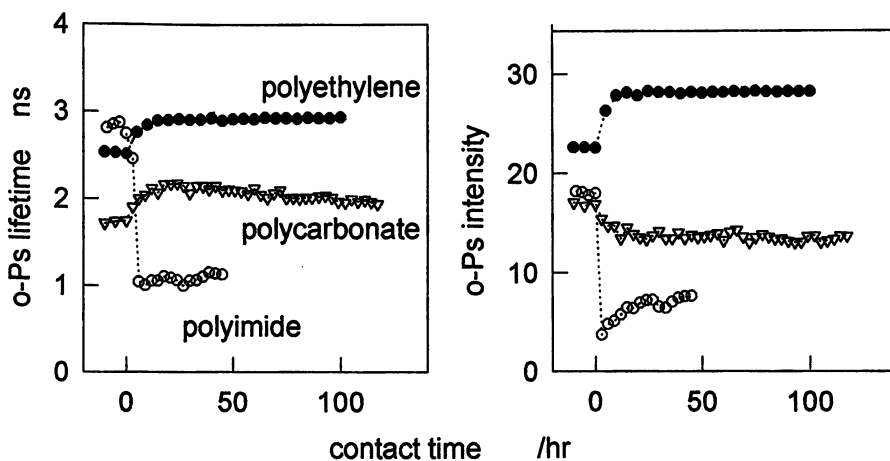 4
3
2
1
0
o-Ps lifetime ns
polyethylene
polycarbonate
polyimide
0 50 100
30
20
10
0
o-Ps intensity
0 50 100
contact time /hr